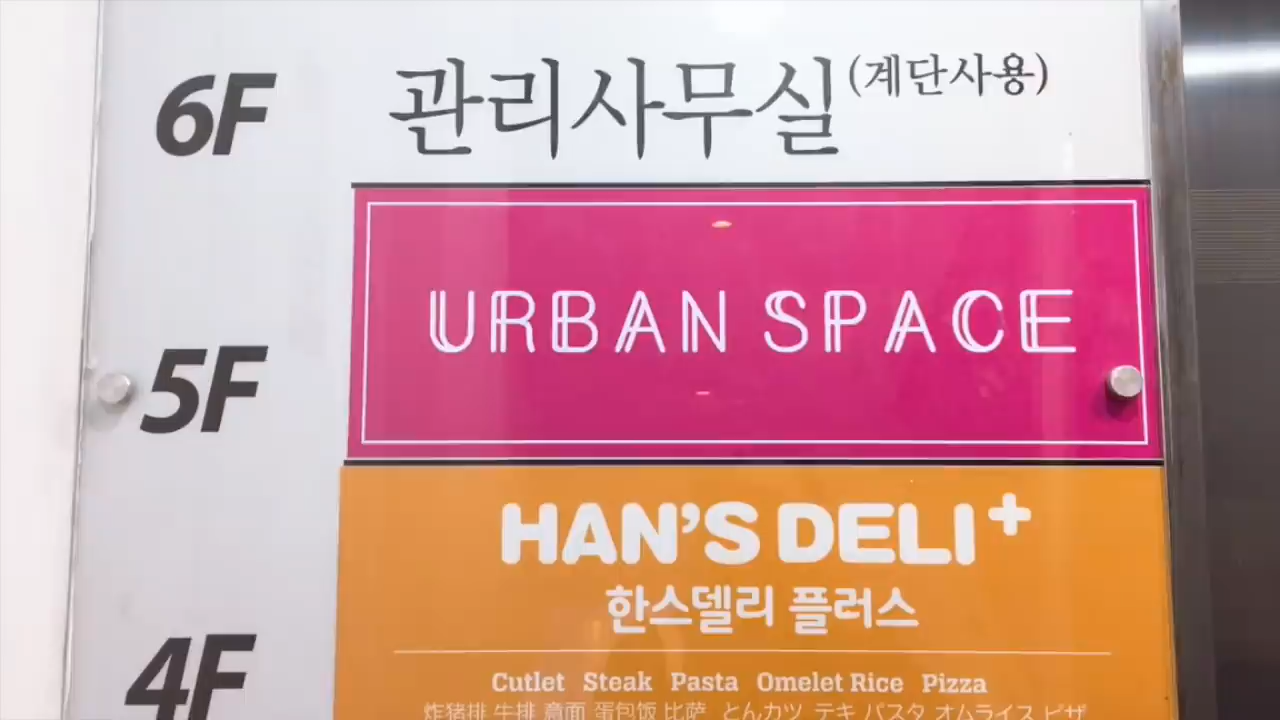 6F 관리사무실 (계단사용)
5F URBAN SPACE
HAN'S DELI+
한스델리 플러스
4F
Cutlet Steak Pasta Omelet Rice Pizza
炸猪排 牛排 意面 蛋包饭 比萨 とんカツ テキ パスタ オムライス ピザ